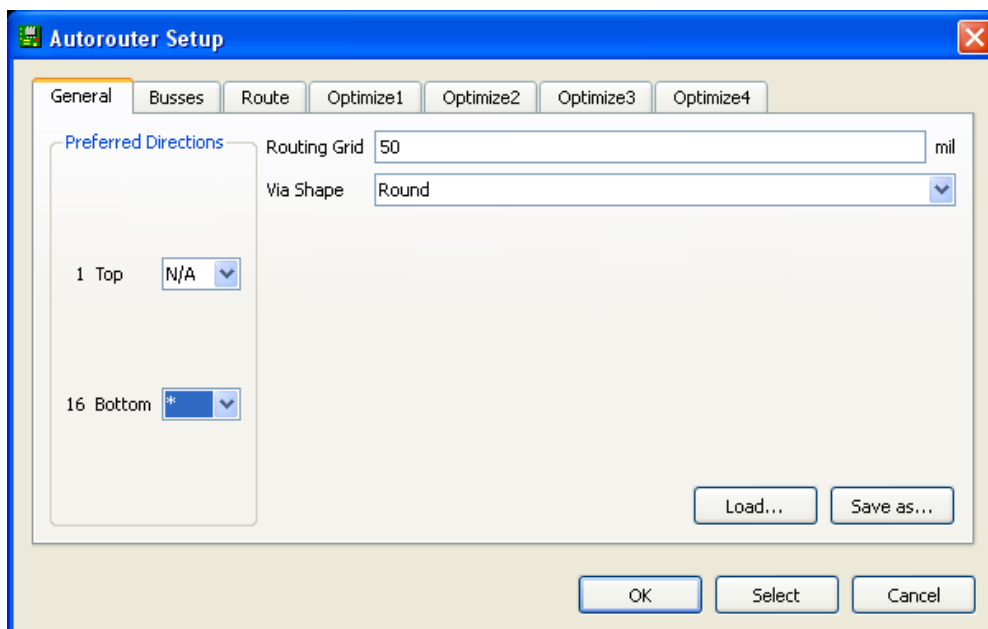 Autorouter Setup
General Busses Route Optimize1 Optimize2 Optimize3 Optimize4
Preferred Directions
Routing Grid 50 mil
Via Shape Round
1 Top N/A
16 Bottom *
Load... Save as...
OK Select Cancel